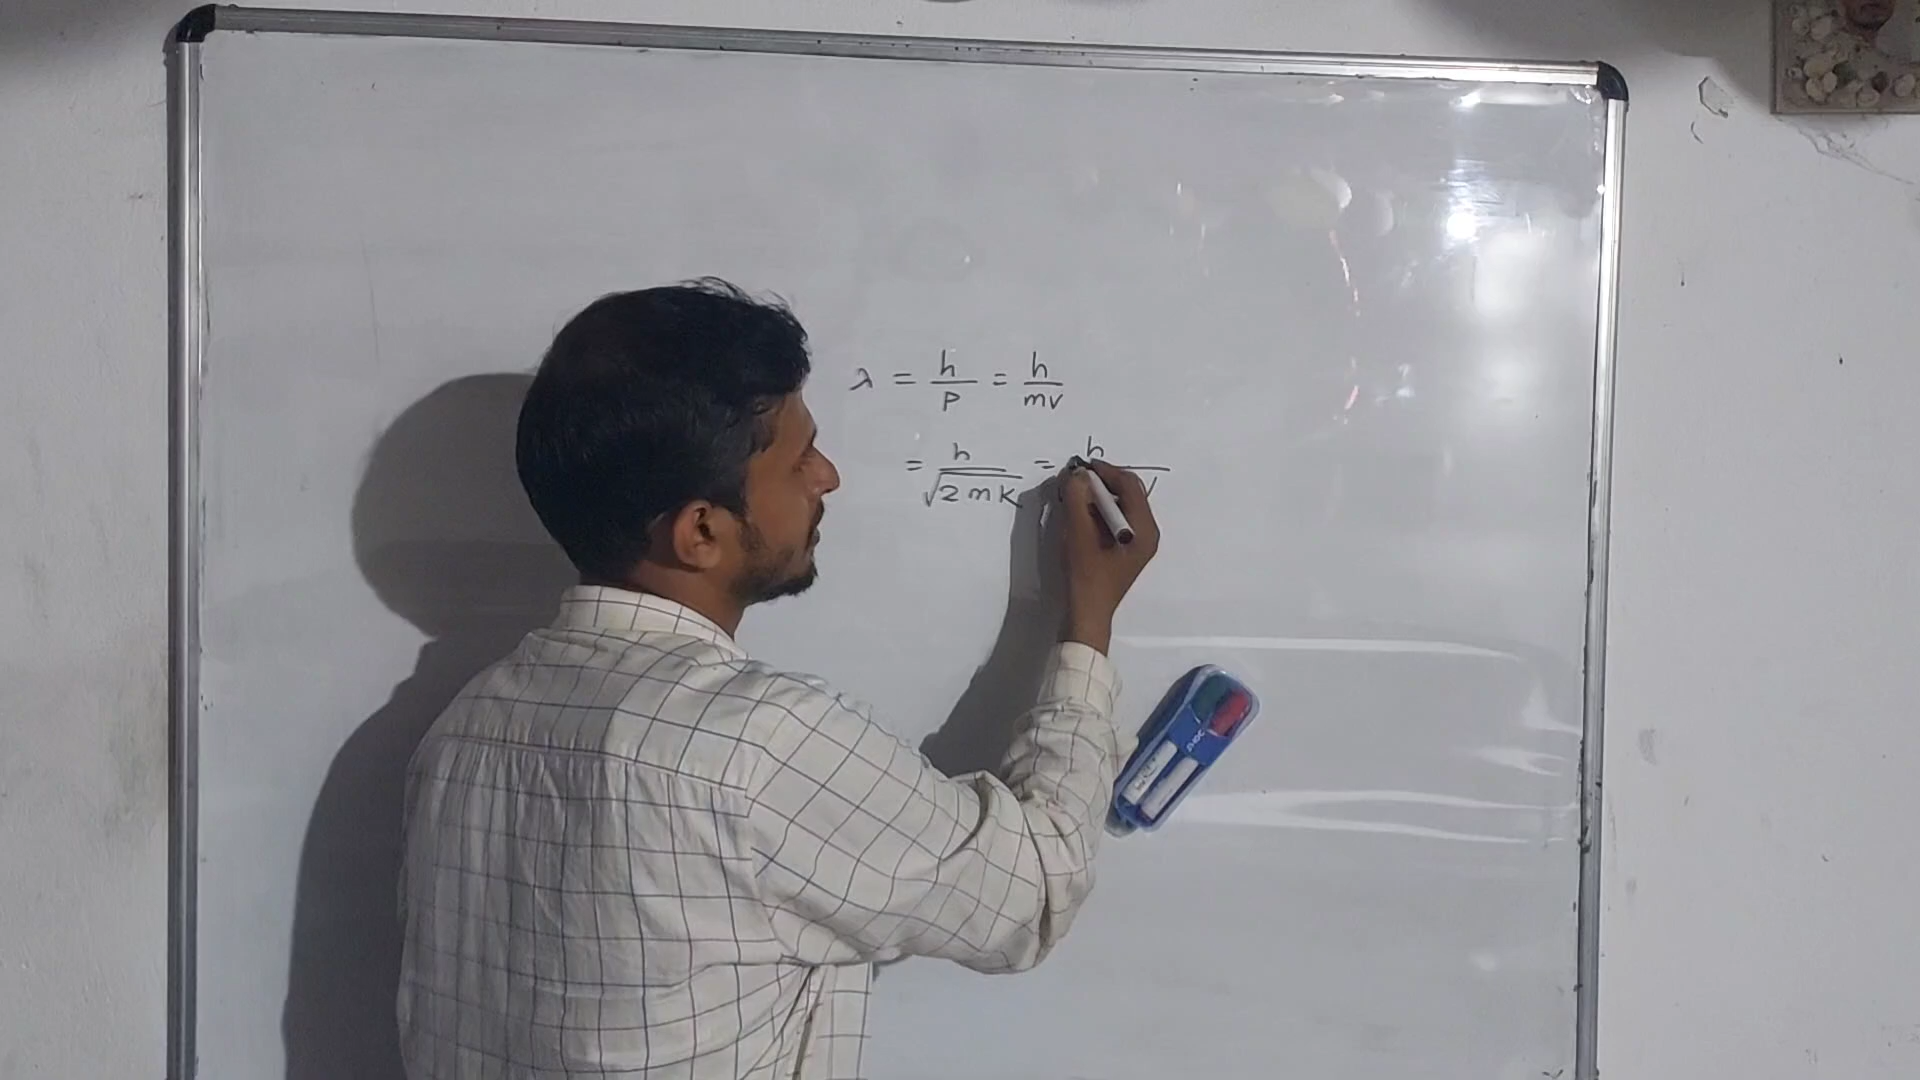 λ = h/p = h/mv
= h/√2mK = h/ V